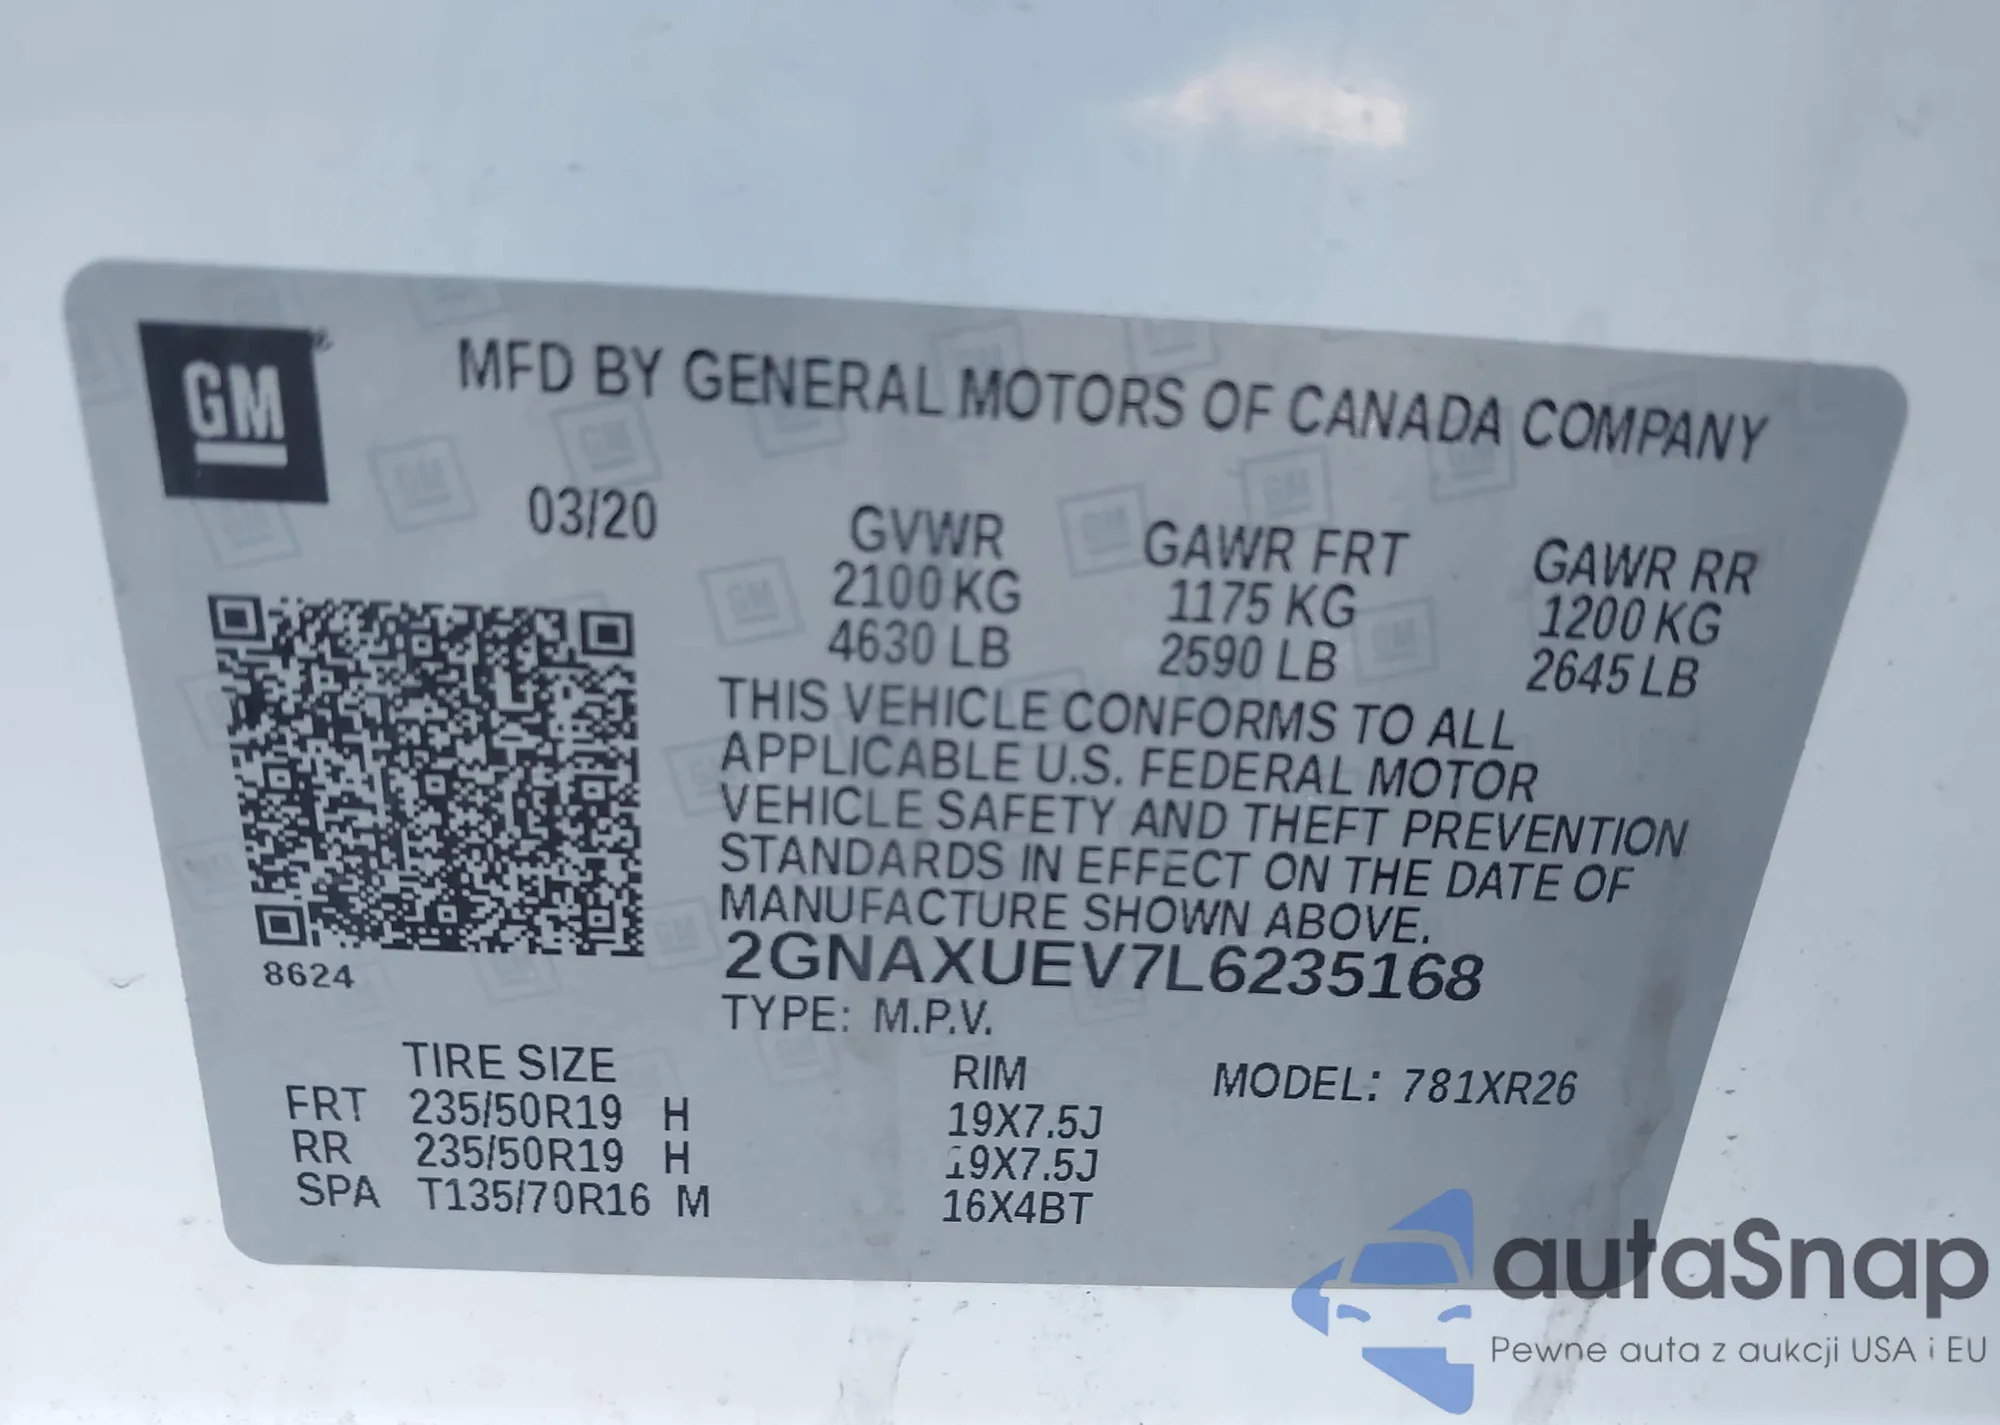 GM
MFD BY GENERAL MOTORS OF CANADA COMPANY
03/20
GVWR
2100 KG
4630 LB
GAWR FRT
1175 KG
2590 LB
GAWR RR
1200 KG
2645 LB
THIS VEHICLE CONFORMS TO ALL
APPLICABLE U.S. FEDERAL MOTOR
VEHICLE SAFETY AND THEFT PREVENTION
STANDARDS IN EFFECT ON THE DATE OF
MANUFACTURE SHOWN ABOVE.
8624
2GNAXUEV7L6235168
TYPE: M.P.V.
TIRE SIZE RIM MODEL: 781XR26
FRT 235/50R19 H 19X7.5J
RR 235/50R19 H 19X7.5J
SPA T135/70R16 M 16X4BT
autaSnap
Pewne auta z aukcji USA i EU